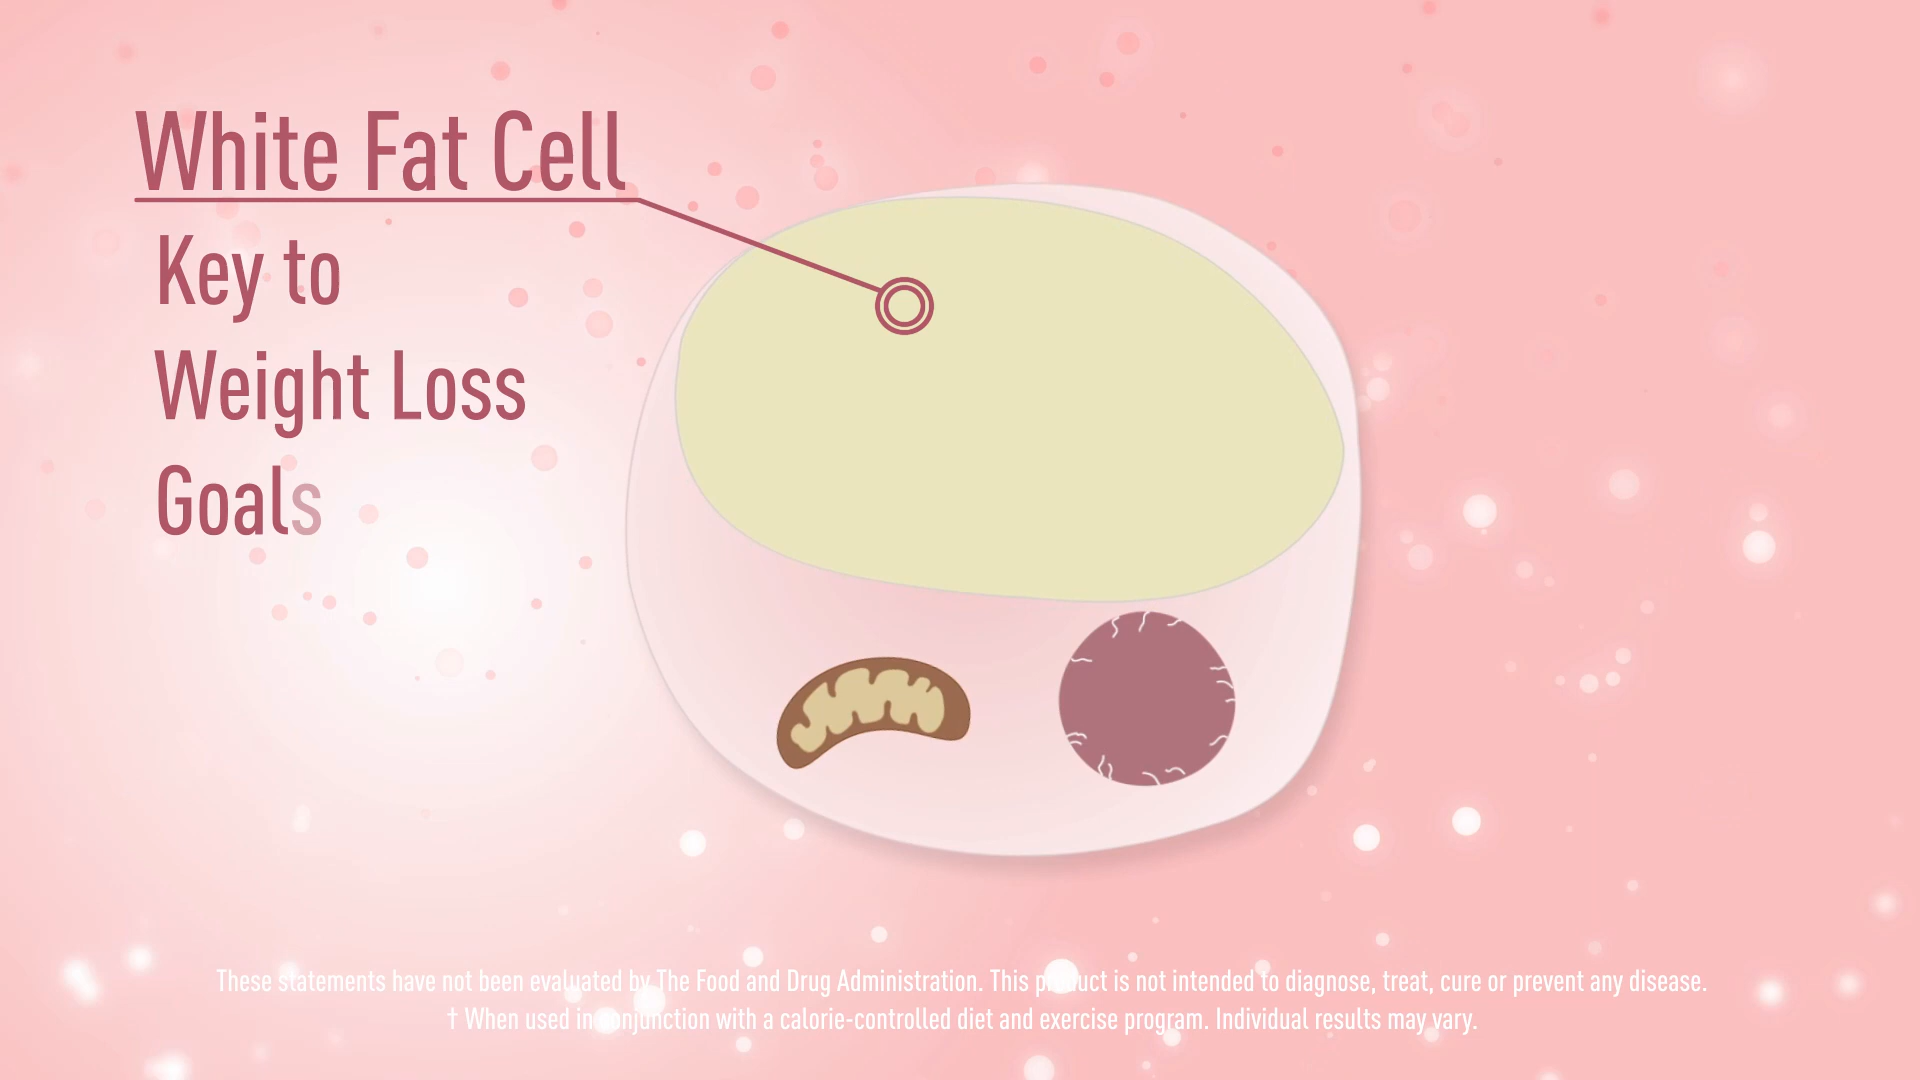 White Fat Cell
Key to
Weight Loss
Goals
These statements have not been evaluated by The Food and Drug Administration. This product is not intended to diagnose, treat, cure or prevent any disease.
† When used in conjunction with a calorie-controlled diet and exercise program. Individual results may vary.